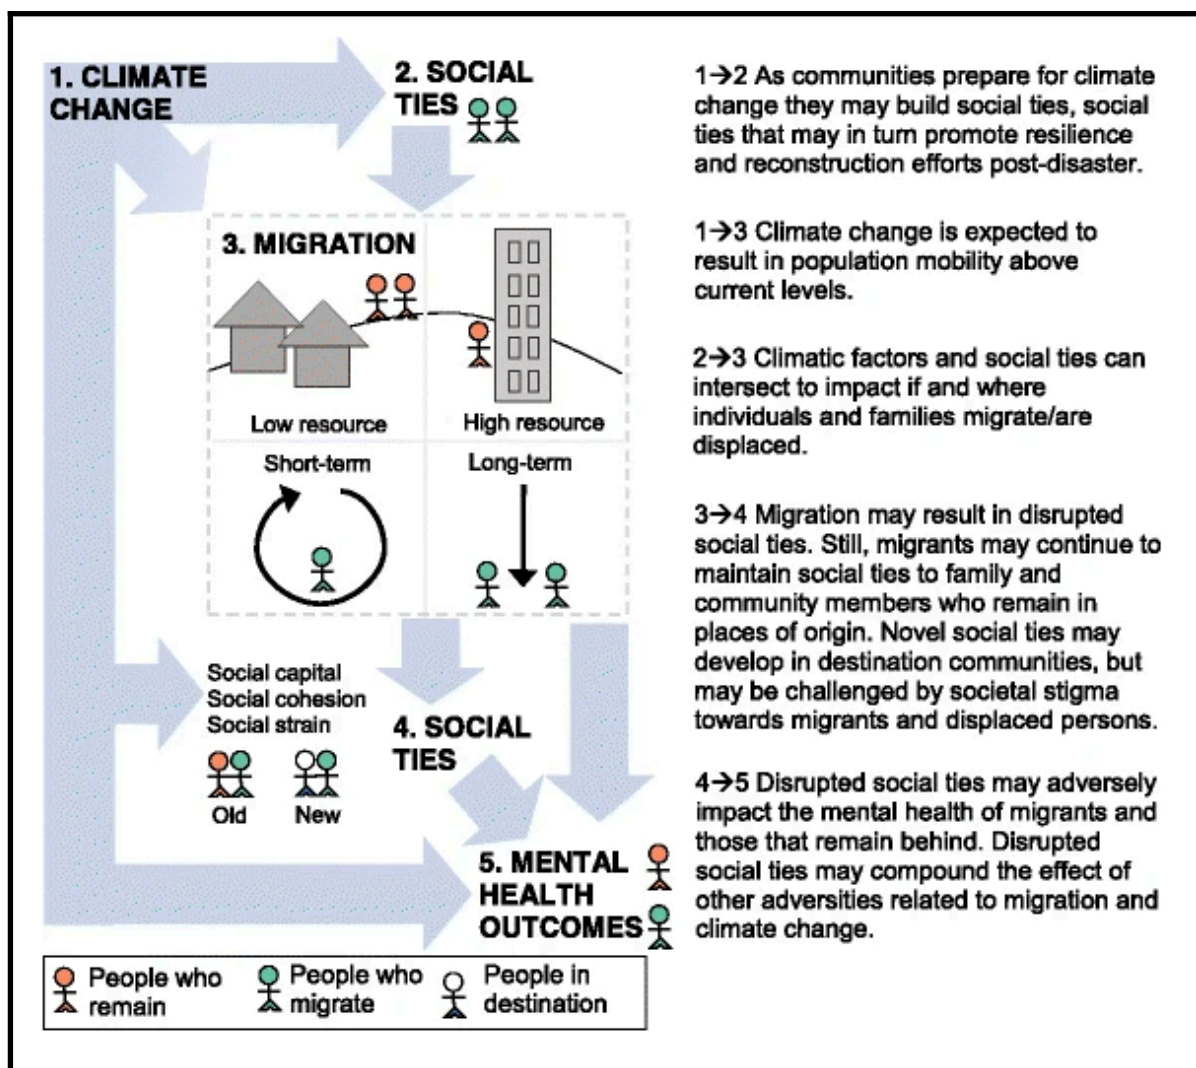 1. CLIMATE
CHANGE
2. SOCIAL
TIES
3. MIGRATION
Low resource
High resource
Short-term
Long-term
Social capital
Social cohesion
Social strain
Old
New
4. SOCIAL
TIES
5. MENTAL
HEALTH
OUTCOMES
People who
remain
People who
migrate
People in
destination
1→2 As communities prepare for climate
change they may build social ties, social
ties that may in turn promote resilience
and reconstruction efforts post-disaster.
1→3 Climate change is expected to
result in population mobility above
current levels.
2→3 Climatic factors and social ties can
intersect to impact if and where
individuals and families migrate/are
displaced.
3→4 Migration may result in disrupted
social ties. Still, migrants may continue to
maintain social ties to family and
community members who remain in
places of origin. Novel social ties may
develop in destination communities, but
may be challenged by societal stigma
towards migrants and displaced persons.
4→5 Disrupted social ties may adversely
impact the mental health of migrants and
those that remain behind. Disrupted
social ties may compound the effect of
other adversities related to migration and
climate change.